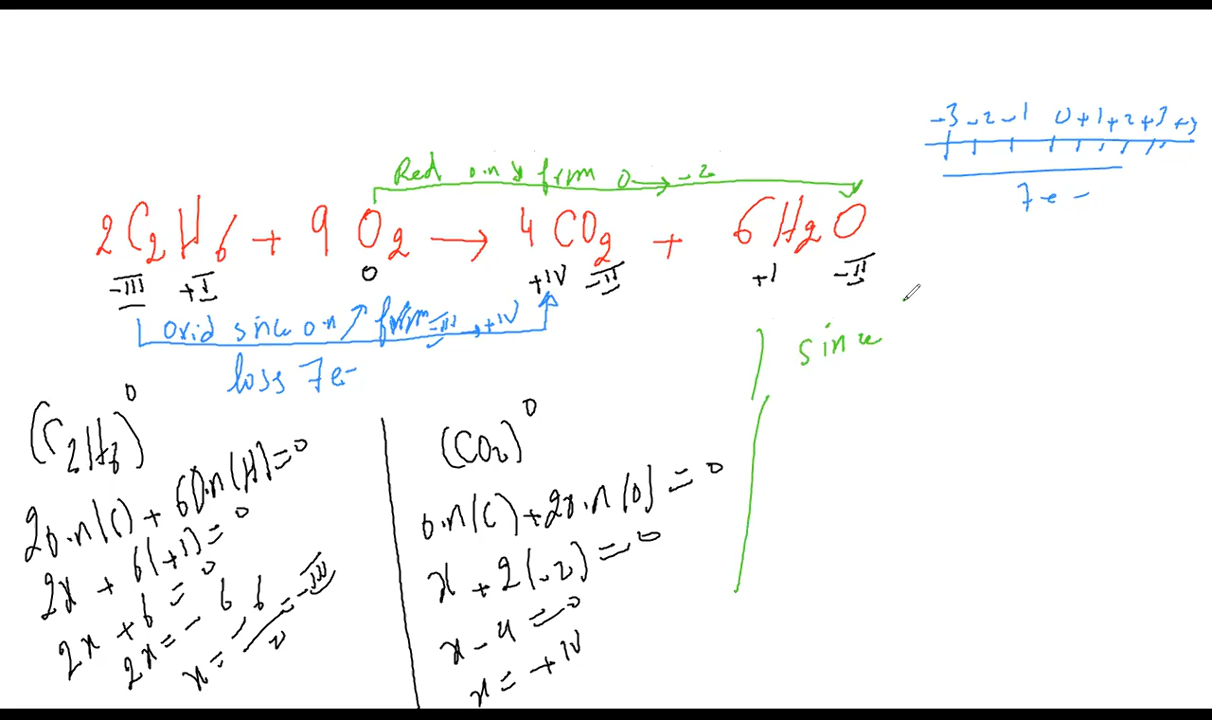 -3 -2 -1 0 +1 +2 +3 +3
7e-
Red o.n ↘ from 0 → -2
2C2H6 + 9O2 → 4CO2 + 6H2O
-III +I 0 +IV -II +I -II
oxid since o.n ↗ from -III → +IV
loss 7e-
since
(C2H6)^0
2o.n(C) + 6o.n(H) = 0
2x + 6(+1) = 0
2x + 6 = 0
2x = -6
x = -6/2 = -III
(CO2)^0
o.n(C) + 2o.n(O) = 0
x + 2(-2) = 0
x - 4 = 0
x = +IV